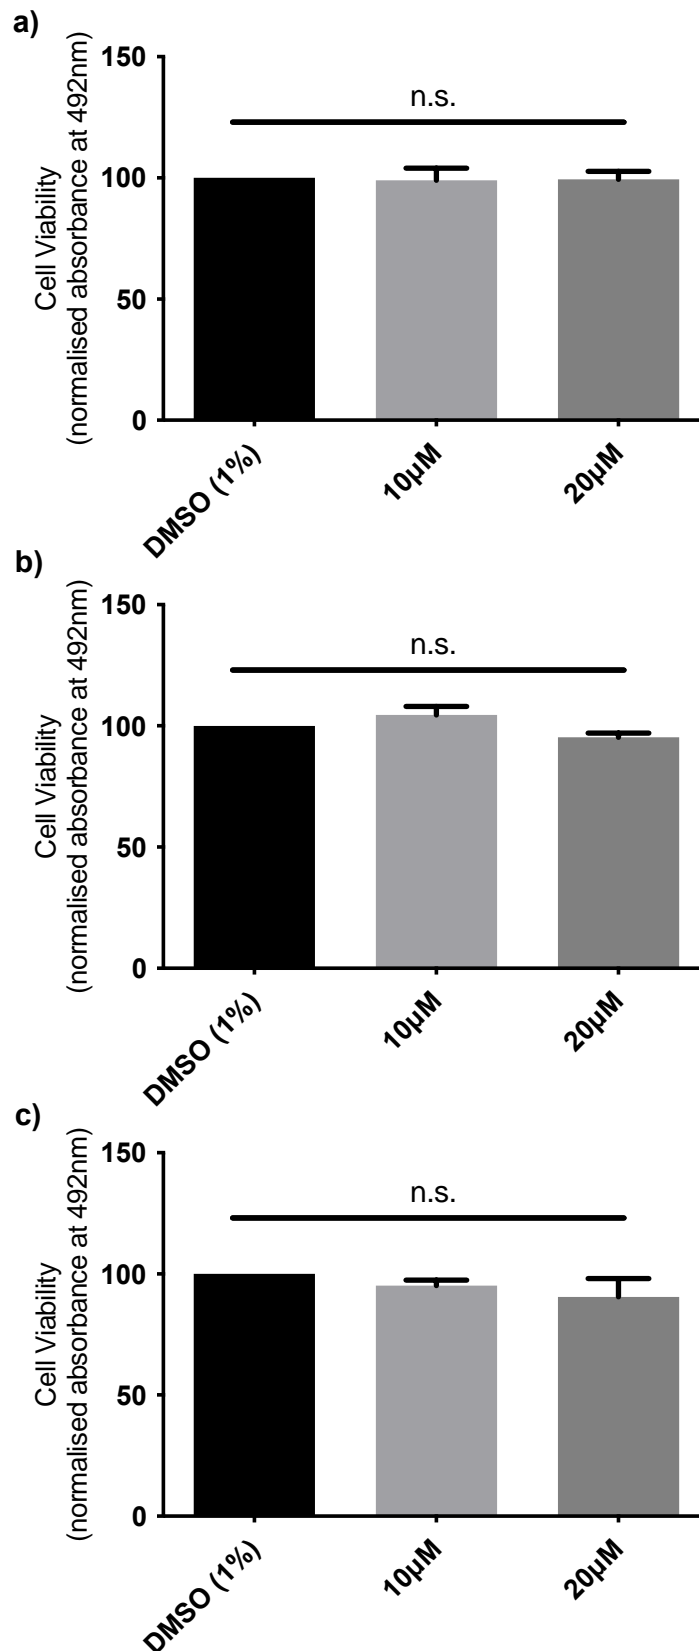 a)
Cell Viability
(normalised absorbance at 492nm)
150
100
50
0
n.s.
DMSO (1%)
10µM
20µM
b)
Cell Viability
(normalised absorbance at 492nm)
150
100
50
0
n.s.
DMSO (1%)
10µM
20µM
c)
Cell Viability
(normalised absorbance at 492nm)
150
100
50
0
n.s.
DMSO (1%)
10µM
20µM